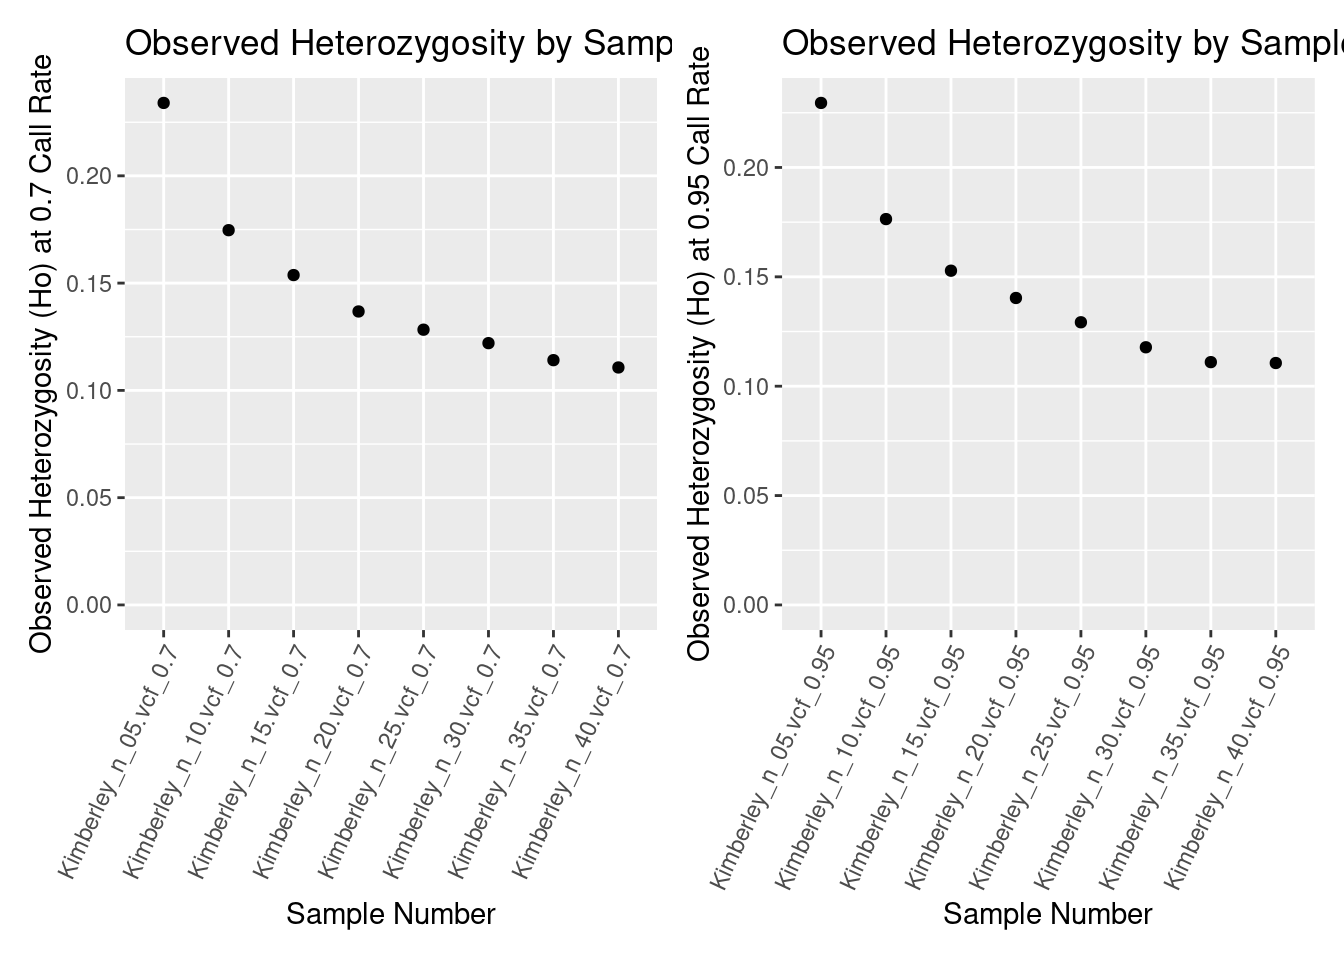 Observed Heterozygosity by Samp
Observed Heterozygosity (Ho) at 0.7 Call Rate
0.20
0.15
0.10
0.05
0.00
Kimberley_n_05.vcf_0.7
Kimberley_n_10.vcf_0.7
Kimberley_n_15.vcf_0.7
Kimberley_n_20.vcf_0.7
Kimberley_n_25.vcf_0.7
Kimberley_n_30.vcf_0.7
Kimberley_n_35.vcf_0.7
Kimberley_n_40.vcf_0.7
Sample Number
Observed Heterozygosity by Sample
Observed Heterozygosity (Ho) at 0.95 Call Rate
0.20
0.15
0.10
0.05
0.00
Kimberley_n_05.vcf_0.95
Kimberley_n_10.vcf_0.95
Kimberley_n_15.vcf_0.95
Kimberley_n_20.vcf_0.95
Kimberley_n_25.vcf_0.95
Kimberley_n_30.vcf_0.95
Kimberley_n_35.vcf_0.95
Kimberley_n_40.vcf_0.95
Sample Number